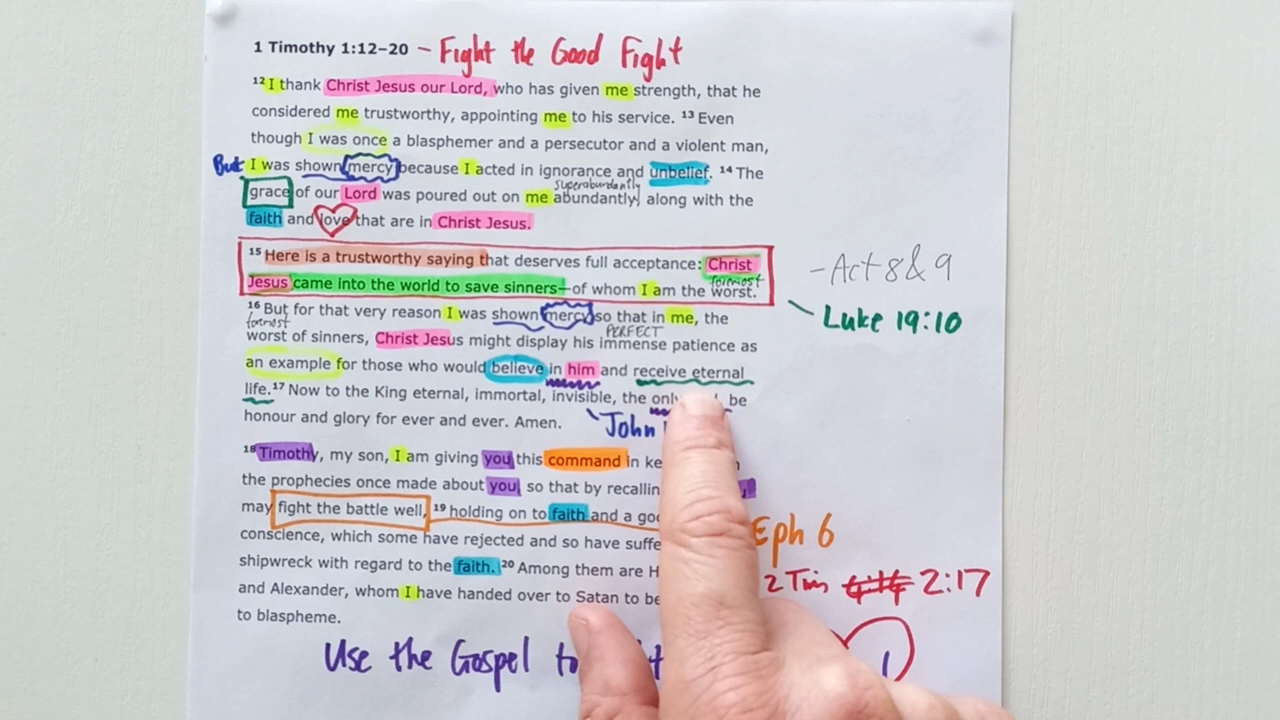 1 Timothy 1:12–20 – Fight the Good Fight
12 I thank Christ Jesus our Lord, who has given me strength, that he
considered me trustworthy, appointing me to his service. 13 Even
though I was once a blasphemer and a persecutor and a violent man,
But I was shown mercy because I acted in ignorance and unbelief. 14 The
superabundantly
grace of our Lord was poured out on me abundantly, along with the
faith and love that are in Christ Jesus.
15 Here is a trustworthy saying that deserves full acceptance: Christ
- Act 8 & 9
foremost
Jesus came into the world to save sinners—of whom I am the worst.
16 But for that very reason I was shown mercy so that in me, the
Luke 19:10
foremost
PERFECT
worst of sinners, Christ Jesus might display his immense patience as
an example for those who would believe in him and receive eternal
life. 17 Now to the King eternal, immortal, invisible, the be
honour and glory for ever and ever. Amen.
John
18 Timothy, my son, I am giving you this command in
the prophecies once made about you, so that by
may fight the battle well, 19 holding on to faith and a
Eph 6
conscience, which some have rejected and so have
shipwreck with regard to the faith. 20 Among them are
2 Tim 2:17
and Alexander, whom I have handed over to Satan to
to blaspheme.
Use the Gospel
1